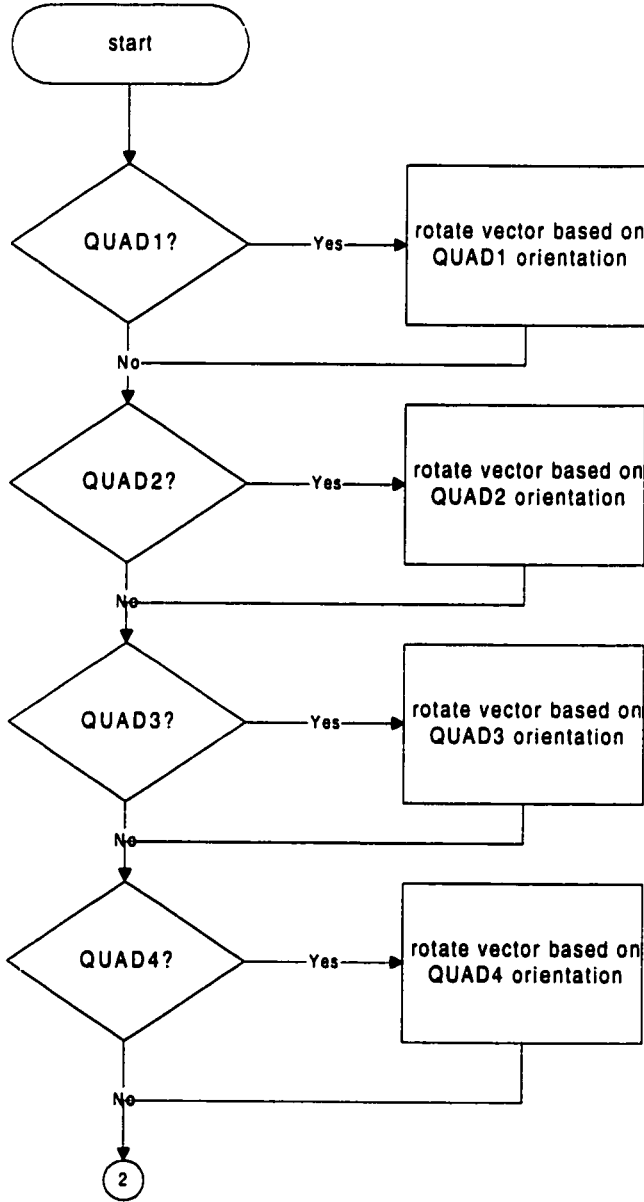 start
QUAD1?
Yes
rotate vector based on
QUAD1 orientation
No
QUAD2?
Yes
rotate vector based on
QUAD2 orientation
No
QUAD3?
Yes
rotate vector based on
QUAD3 orientation
No
QUAD4?
Yes
rotate vector based on
QUAD4 orientation
No
2